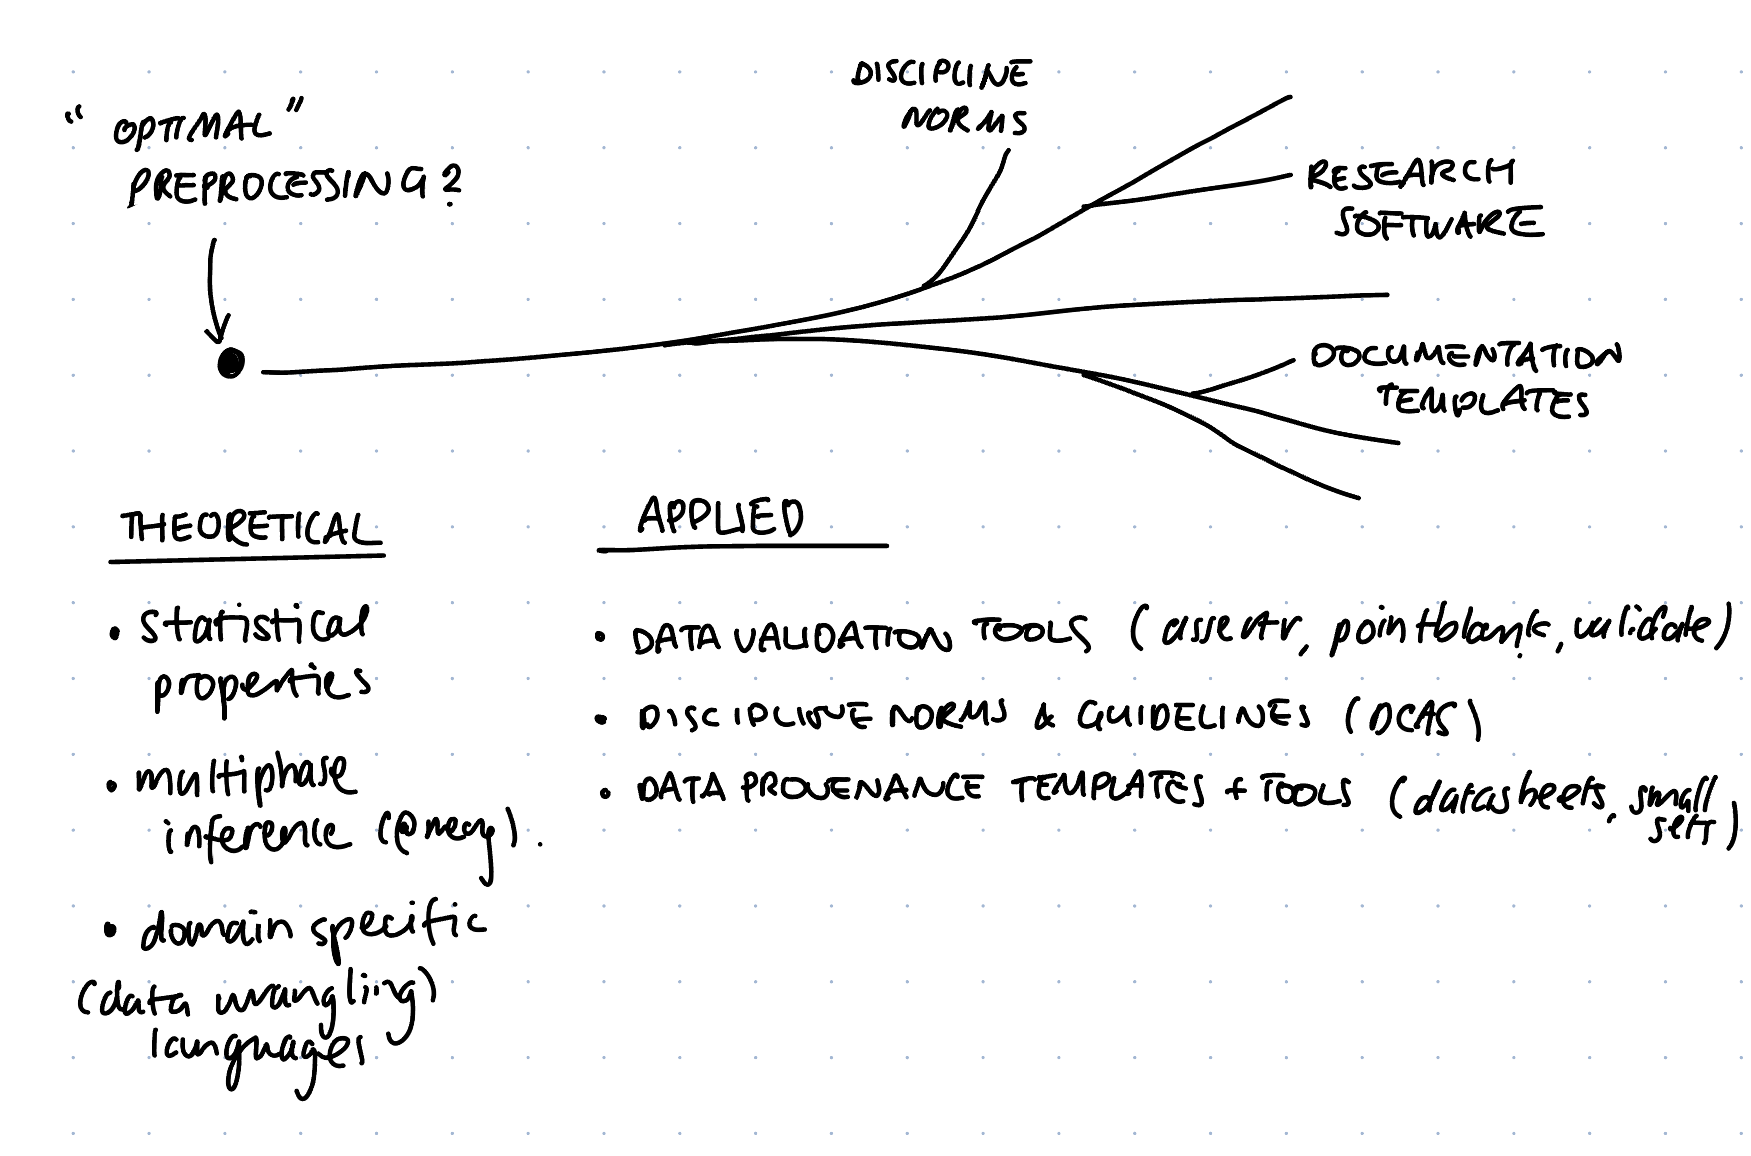 DISCIPLINE
NORMS
" OPTIMAL"
PREPROCESSING?
RESEARCH
SOFTWARE
DOCUMENTATION
TEMPLATES
THEORETICAL
• statistical
properties
• multiphase
inference (@meng).
• domain specific
(data wrangling)
languages
APPLIED
• DATA VALIDATION TOOLS (assertr, pointblank, validate)
• DISCIPLINE NORMS & GUIDELINES (DCAS)
• DATA PROVENANCE TEMPLATES + TOOLS (datasheets, small
sets)